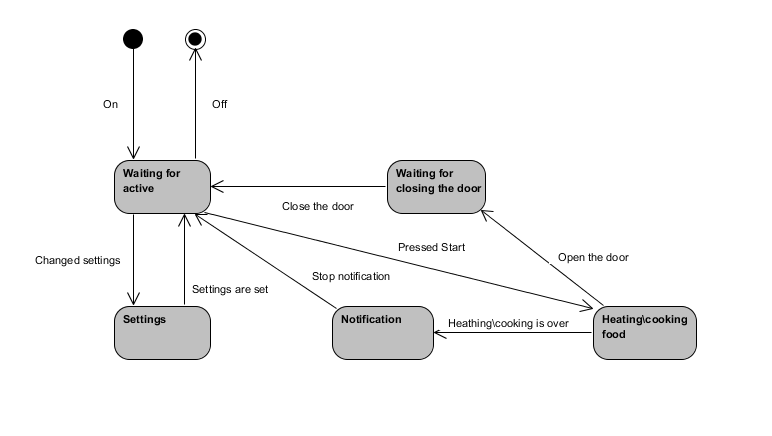 On
Off
Waiting for
active
Waiting for
closing the door
Close the door
Pressed Start
Open the door
Changed settings
Stop notification
Settings are set
Settings
Notification
Heathing\cooking is over
Heating\cooking
food